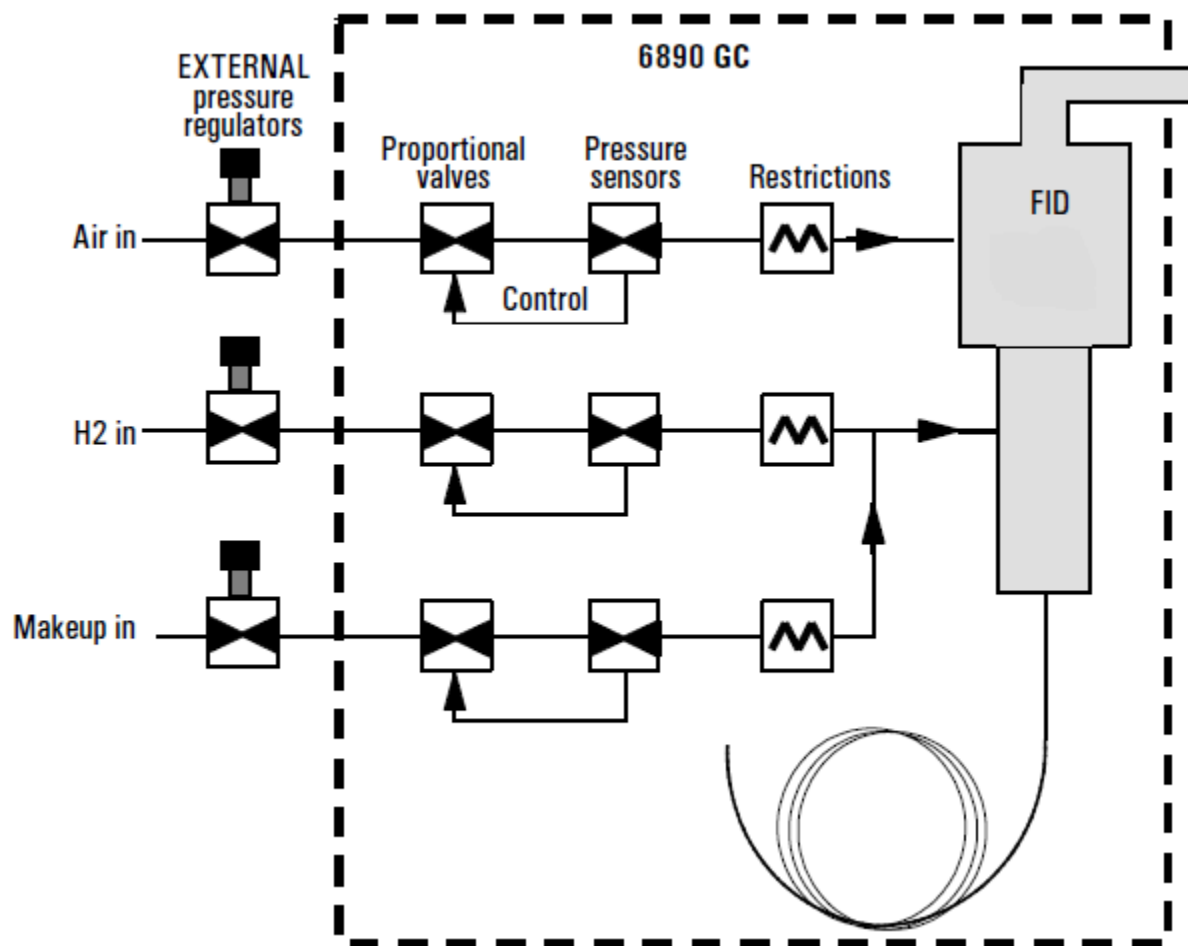 6890 GC
EXTERNAL
pressure
regulators
Proportional
valves
Pressure
sensors
Restrictions
FID
Air in
Control
H2 in
Makeup in